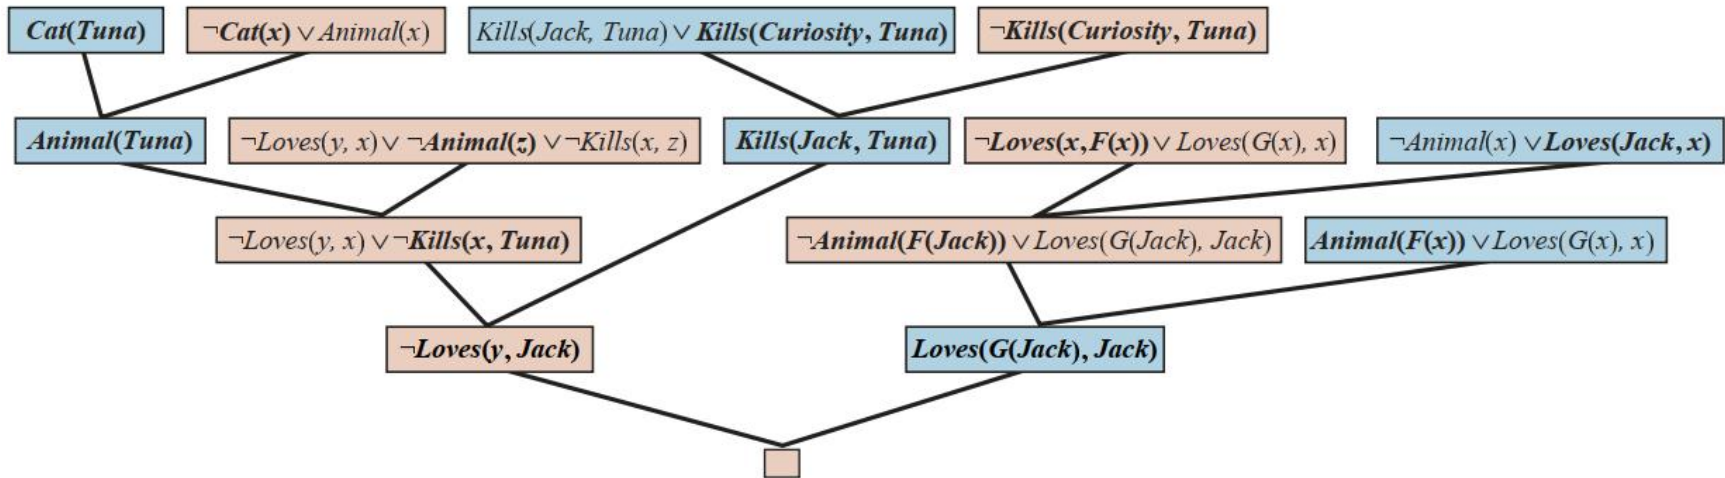 Cat(Tuna)
¬Cat(x) ∨ Animal(x)
Kills(Jack, Tuna) ∨ Kills(Curiosity, Tuna)
¬Kills(Curiosity, Tuna)
Animal(Tuna)
¬Loves(y, x) ∨ ¬Animal(z) ∨ ¬Kills(x, z)
Kills(Jack, Tuna)
¬Loves(x, F(x)) ∨ Loves(G(x), x)
¬Animal(x) ∨ Loves(Jack, x)
¬Loves(y, x) ∨ ¬Kills(x, Tuna)
¬Animal(F(Jack)) ∨ Loves(G(Jack), Jack)
Animal(F(x)) ∨ Loves(G(x), x)
¬Loves(y, Jack)
Loves(G(Jack), Jack)